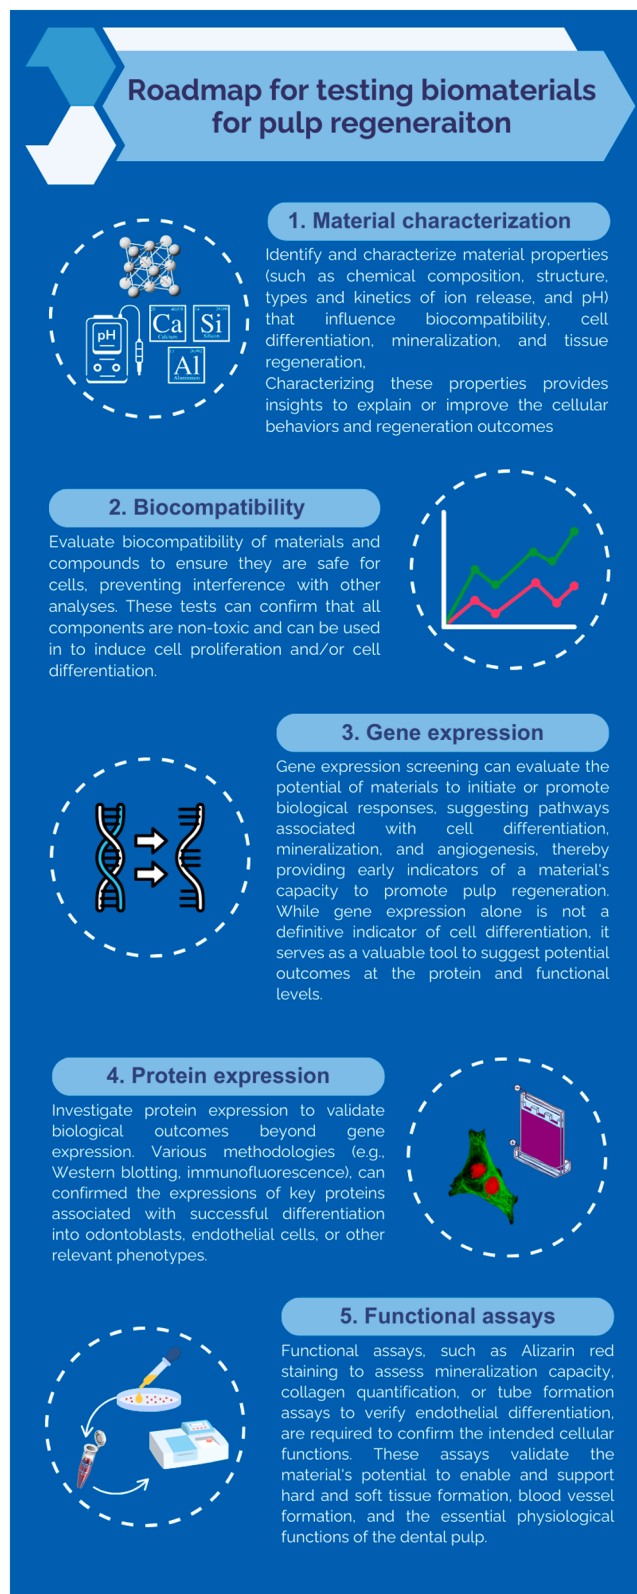 Roadmap for testing biomaterials
for pulp regeneraiton
1. Material characterization
Identify and characterize material properties
(such as chemical composition, structure,
types and kinetics of ion release, and pH)
that influence biocompatibility, cell
differentiation, mineralization, and tissue
regeneration,
Characterizing these properties provides
insights to explain or improve the cellular
behaviors and regeneration outcomes
pH
Ca
Calcium
Si
Silicon
Al
Aluminium
2. Biocompatibility
Evaluate biocompatibility of materials and
compounds to ensure they are safe for
cells, preventing interference with other
analyses. These tests can confirm that all
components are non-toxic and can be used
in to induce cell proliferation and/or cell
differentiation.
3. Gene expression
Gene expression screening can evaluate the
potential of materials to initiate or promote
biological responses, suggesting pathways
associated with cell differentiation,
mineralization, and angiogenesis, thereby
providing early indicators of a material's
capacity to promote pulp regeneration.
While gene expression alone is not a
definitive indicator of cell differentiation, it
serves as a valuable tool to suggest potential
outcomes at the protein and functional
levels.
4. Protein expression
Investigate protein expression to validate
biological outcomes beyond gene
expression. Various methodologies (e.g.,
Western blotting, immunofluorescence), can
confirmed the expressions of key proteins
associated with successful differentiation
into odontoblasts, endothelial cells, or other
relevant phenotypes.
5. Functional assays
Functional assays, such as Alizarin red
staining to assess mineralization capacity,
collagen quantification, or tube formation
assays to verify endothelial differentiation,
are required to confirm the intended cellular
functions. These assays validate the
material's potential to enable and support
hard and soft tissue formation, blood vessel
formation, and the essential physiological
functions of the dental pulp.